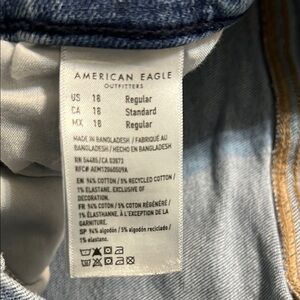 AMERICAN EAGLE
OUTFITTERS
US 18 Regular
CA 18 Standard
MX 18 Regular
MADE IN BANGLADESH / FABRIQUÉ AU
BANGLADESH / HECHO EN BANGLADESH
RN 54485/CA 03873
RFC# AEM12060509A
EN 94% COTTON / 5% RECYCLED COTTON /
1% ELASTANE. EXCLUSIVE OF
DECORATION.
FR 94% COTON / 5% COTON RÉGÉNÉRÉ /
1% ÉLASTHANNE. À L'EXCEPTION DE LA
GARNITURE.
SP 94% algodón / 5% algodón reciclado /
1% elastano.